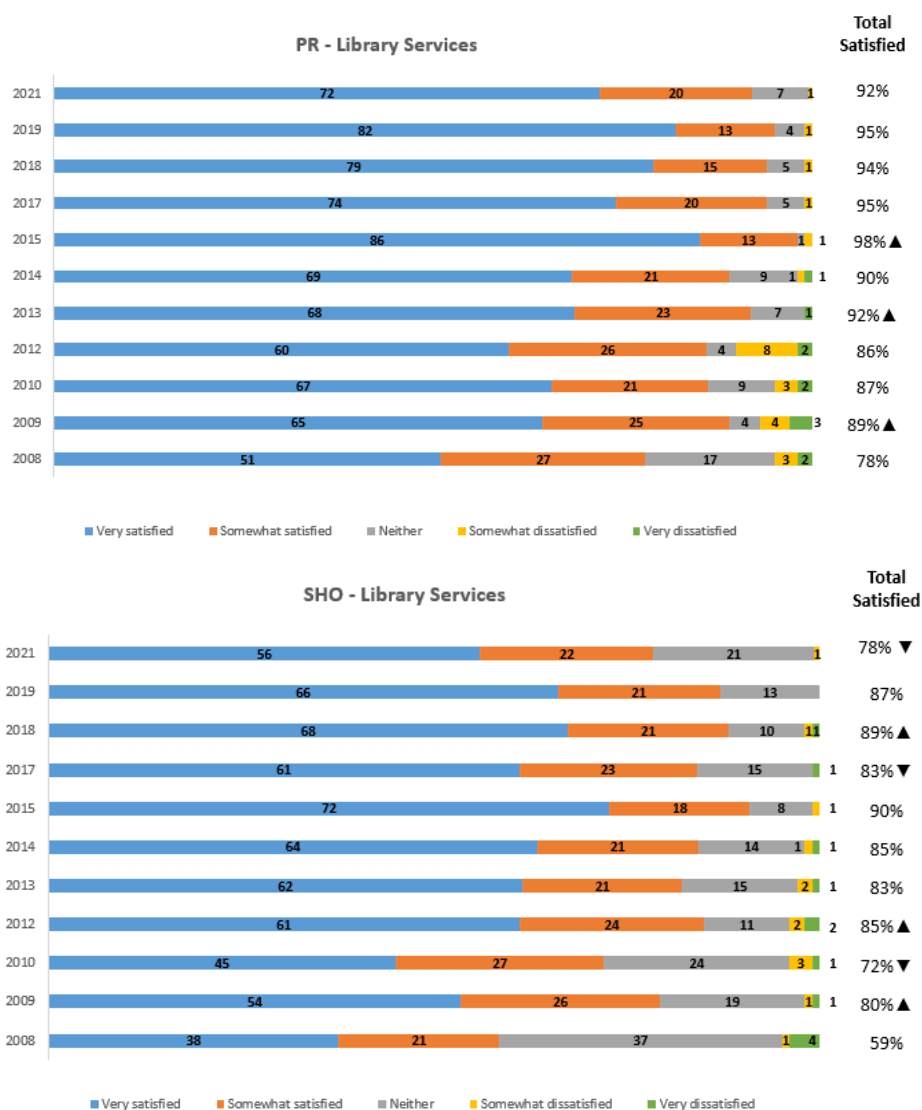 Total
Satisfied
PR - Library Services
2021 72 20 7 1 92%
2019 82 13 4 1 95%
2018 79 15 5 1 94%
2017 74 20 5 1 95%
2015 86 13 1 1 98% ▲
2014 69 21 9 1 1 90%
2013 68 23 7 1 92% ▲
2012 60 26 4 8 2 86%
2010 67 21 9 3 2 87%
2009 65 25 4 4 3 89% ▲
2008 51 27 17 3 2 78%
Very satisfied Somewhat satisfied Neither Somewhat dissatisfied Very dissatisfied
Total
Satisfied
SHO - Library Services
2021 56 22 21 1 78% ▼
2019 66 21 13 87%
2018 68 21 10 1 1 89% ▲
2017 61 23 15 1 83% ▼
2015 72 18 8 1 90%
2014 64 21 14 1 1 85%
2013 62 21 15 2 1 83%
2012 61 24 11 2 2 85% ▲
2010 45 27 24 3 1 72% ▼
2009 54 26 19 1 1 80% ▲
2008 38 21 37 1 4 59%
Very satisfied Somewhat satisfied Neither Somewhat dissatisfied Very dissatisfied